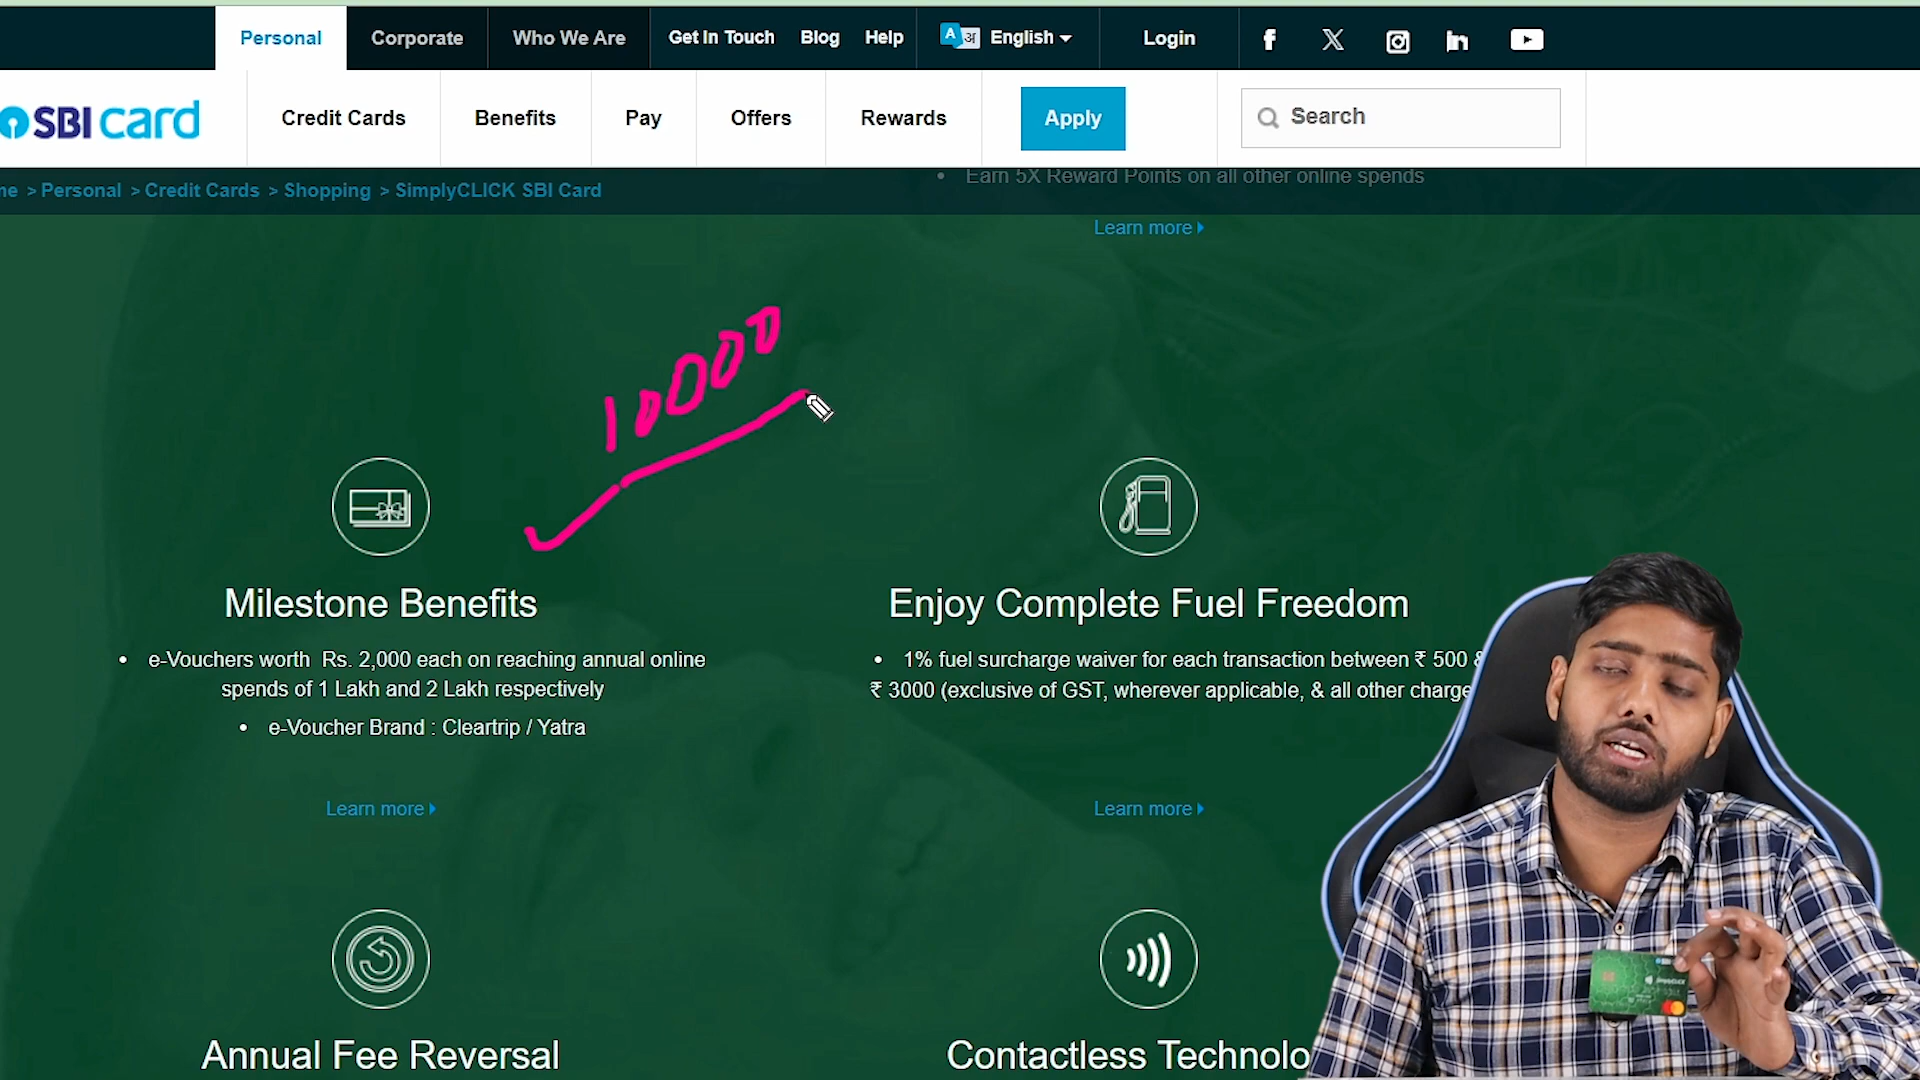 Personal
Corporate
Who We Are
Get In Touch
Blog
Help
A अ English
Login
SBI card
Credit Cards
Benefits
Pay
Offers
Rewards
Apply
Search
me > Personal > Credit Cards > Shopping > SimplyCLICK SBI Card
• Earn 5X Reward Points on all other online spends
Learn more
10000
Milestone Benefits
• e-Vouchers worth Rs. 2,000 each on reaching annual online
spends of 1 Lakh and 2 Lakh respectively
• e-Voucher Brand : Cleartrip / Yatra
Learn more
Enjoy Complete Fuel Freedom
• 1% fuel surcharge waiver for each transaction between ₹ 500 &
₹ 3000 (exclusive of GST, wherever applicable, & all other charge
Learn more
Annual Fee Reversal
Contactless Technolo